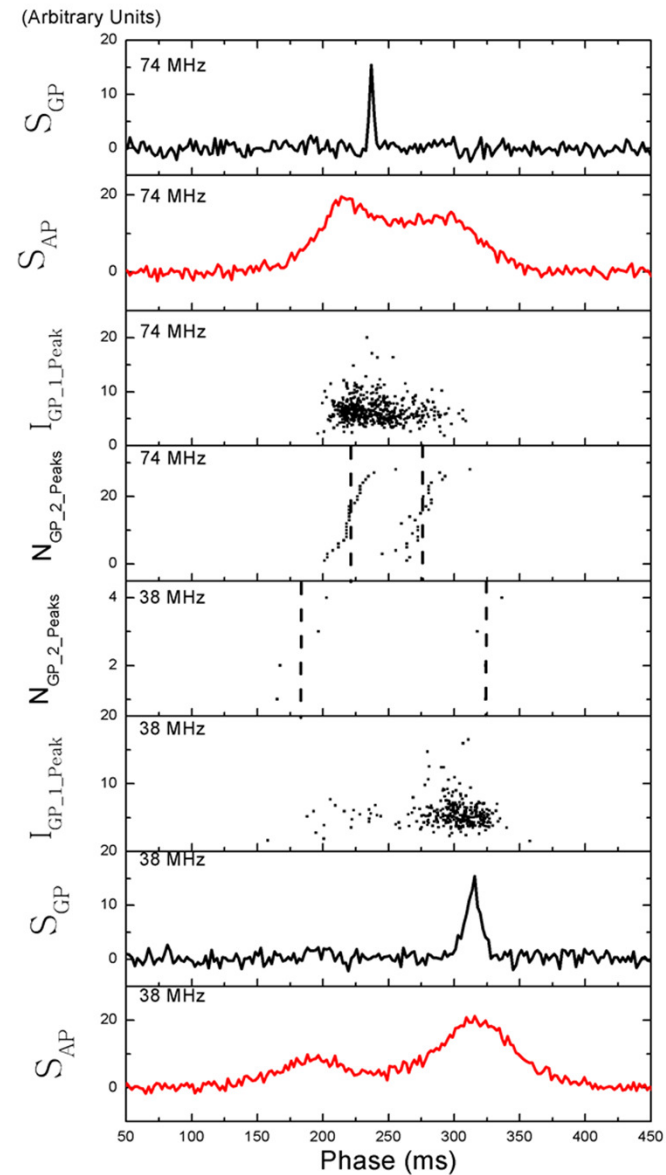 (Arbitrary Units)
20
74 MHz
10
0
S_GP
20
74 MHz
0
S_AP
20
74 MHz
10
0
I_GP_1_Peak
74 MHz
20
0
N_GP_2_Peaks
4
38 MHz
2
N_GP_2_Peaks
20
38 MHz
10
I_GP_1_Peak
20
38 MHz
10
0
S_GP
38 MHz
20
0
S_AP
50 100 150 200 250 300 350 400 450
Phase (ms)